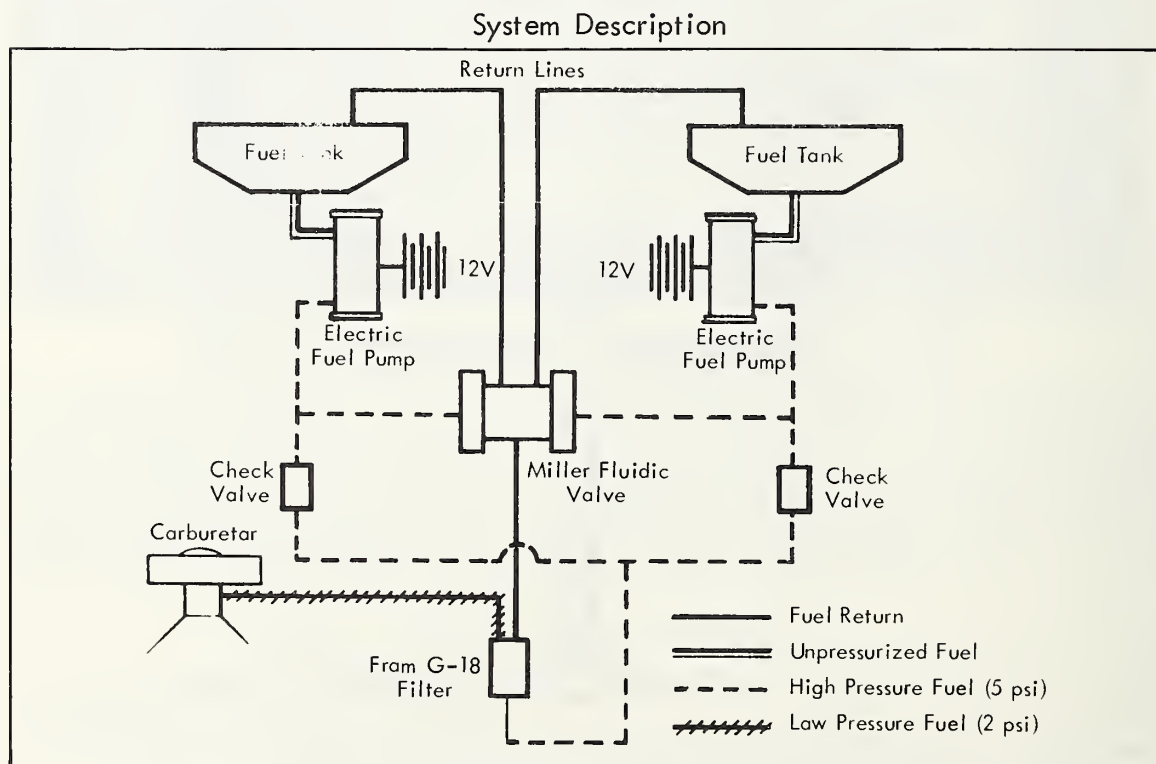 System Description
Return Lines
Fuel
Fuel Tank
12V
12V
Electric
Fuel Pump
Electric
Fuel Pump
Check
Valve
Miller Fluidic
Valve
Check
Valve
Carburetar
Fram G-18
Filter
Fuel Return
Unpressurized Fuel
High Pressure Fuel (5 psi)
Law Pressure Fuel (2 psi)